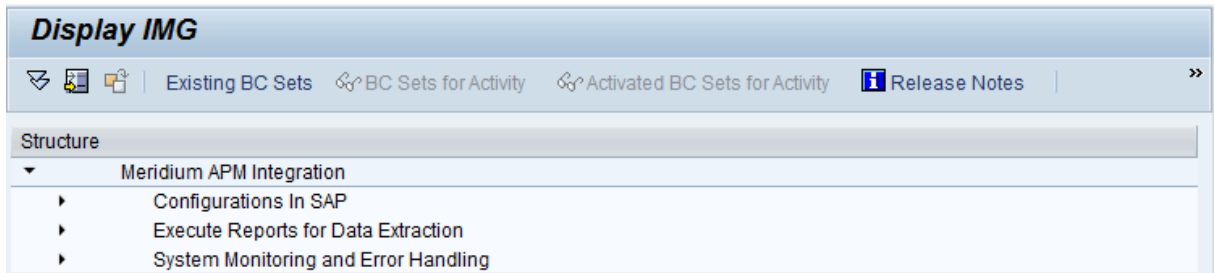 Display IMG
Existing BC Sets BC Sets for Activity Activated BC Sets for Activity Release Notes
Structure
Meridium APM Integration
Configurations In SAP
Execute Reports for Data Extraction
System Monitoring and Error Handling